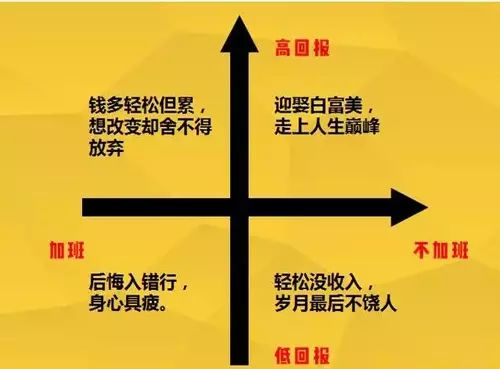 高回报
钱多轻松但累，
想改变却舍不得
放弃
迎娶白富美，
走上人生巅峰
加班
不加班
后悔入错行，
身心具疲。
轻松没收入，
岁月最后不饶人
低回报